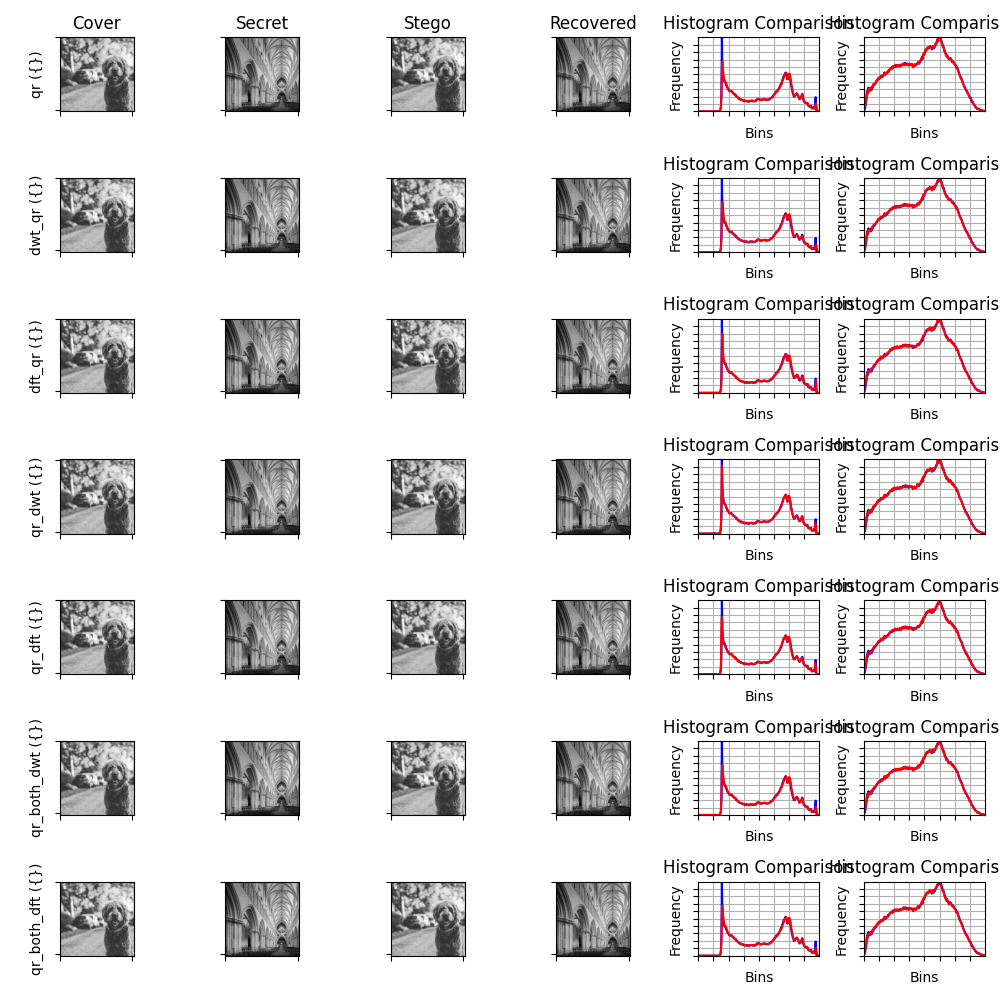 Cover Secret Stego Recovered Histogram Comparison Histogram Comparis
qr ({}) Frequency Frequency
Bins Bins
Histogram Comparison Histogram Comparis
dwt_qr ({}) Frequency Frequency
Bins Bins
Histogram Comparison Histogram Comparis
dft_qr ({}) Frequency Frequency
Bins Bins
Histogram Comparison Histogram Comparis
qr_dwt ({}) Frequency Frequency
Bins Bins
Histogram Comparison Histogram Comparis
qr_dft ({}) Frequency Frequency
Bins Bins
Histogram Comparison Histogram Comparis
qr_both_dwt ({}) Frequency Frequency
Bins Bins
Histogram Comparison Histogram Comparis
qr_both_dft ({}) Frequency Frequency
Bins Bins